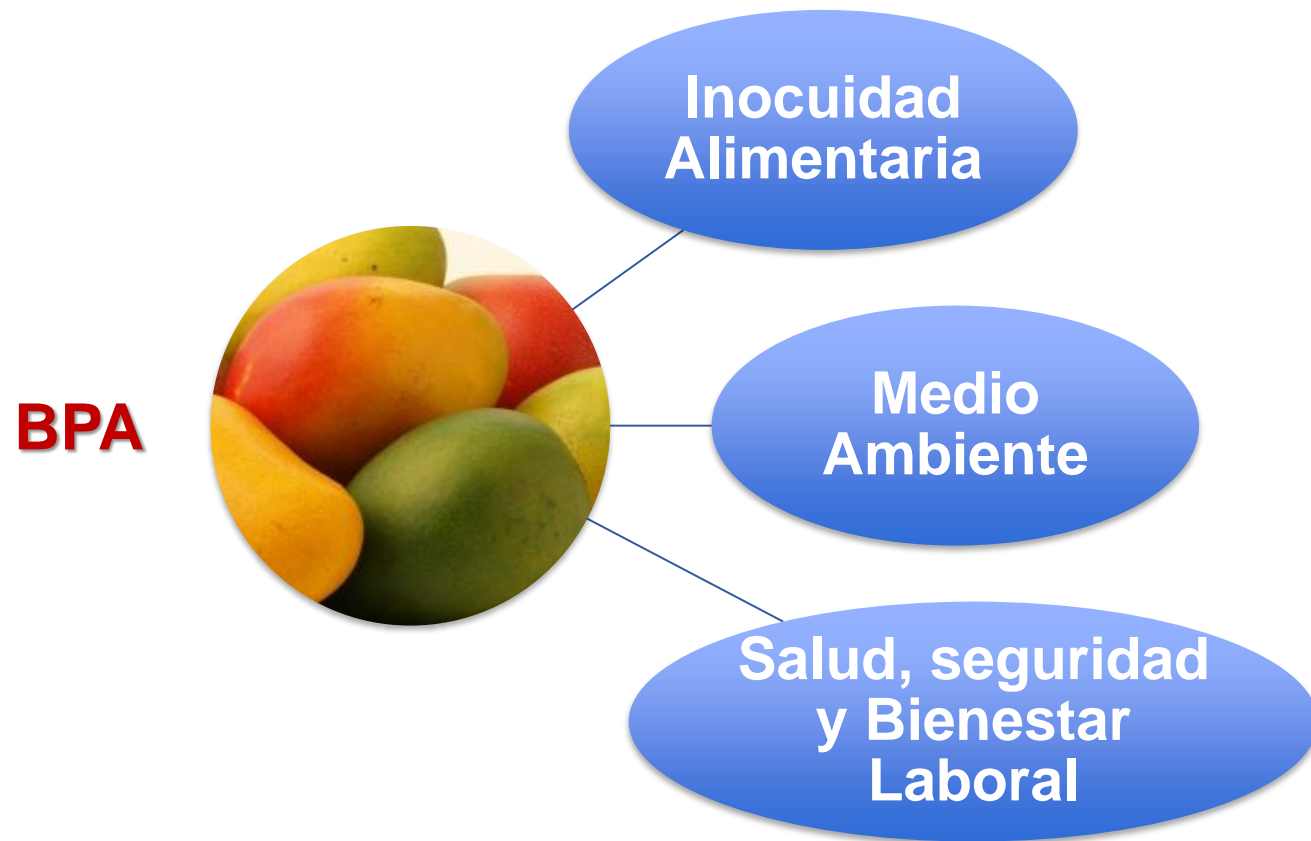 Inocuidad
Alimentaria
BPA
Medio
Ambiente
Salud, seguridad
y Bienestar
Laboral